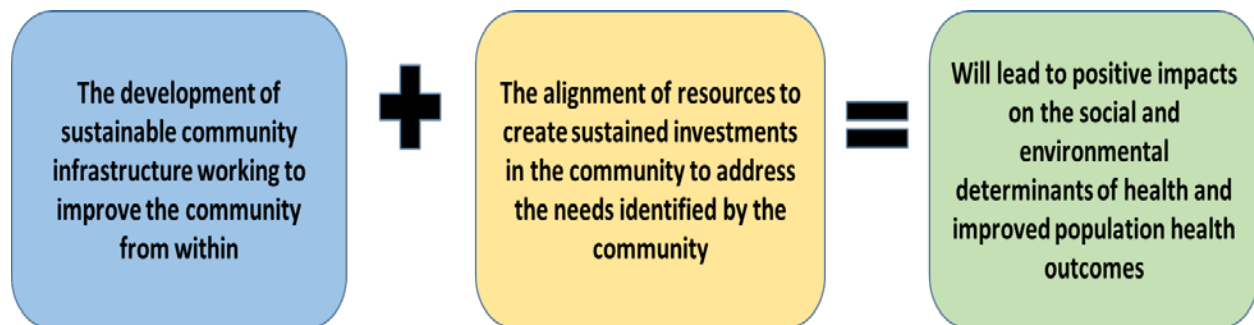 The development of
sustainable community
infrastructure working to
improve the community
from within
+
The alignment of resources to
create sustained investments
in the community to address
the needs identified by the
community
=
Will lead to positive impacts
on the social and
environmental
determinants of health and
improved population health
outcomes